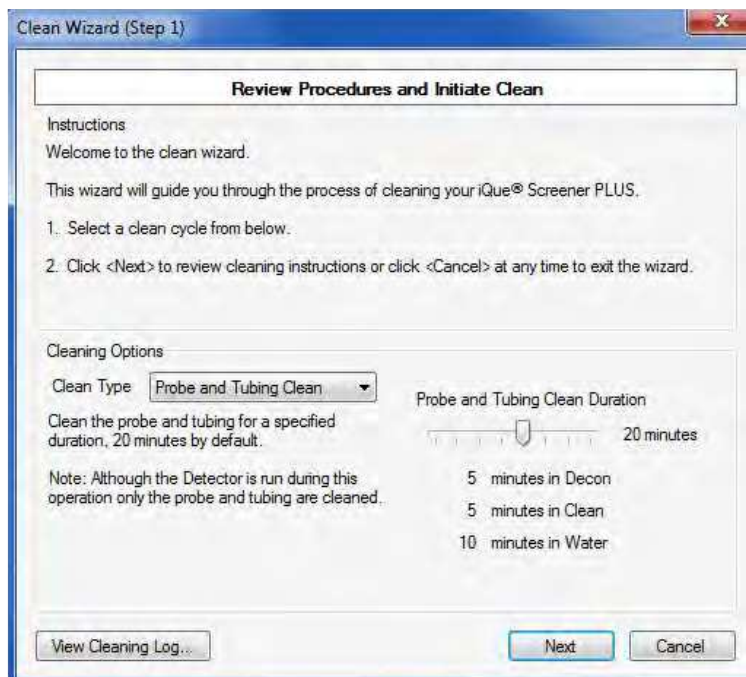 Clean Wizard (Step 1)
Review Procedures and Initiate Clean
Instructions
Welcome to the clean wizard.
This wizard will guide you through the process of cleaning your iQue® Screener PLUS.
1. Select a clean cycle from below.
2. Click <Next> to review cleaning instructions or click <Cancel> at any time to exit the wizard.
Cleaning Options
Clean Type Probe and Tubing Clean
Clean the probe and tubing for a specified
duration, 20 minutes by default.
Note: Although the Detector is run during this
operation only the probe and tubing are cleaned.
Probe and Tubing Clean Duration
20 minutes
5 minutes in Decon
5 minutes in Clean
10 minutes in Water
View Cleaning Log...
Next
Cancel